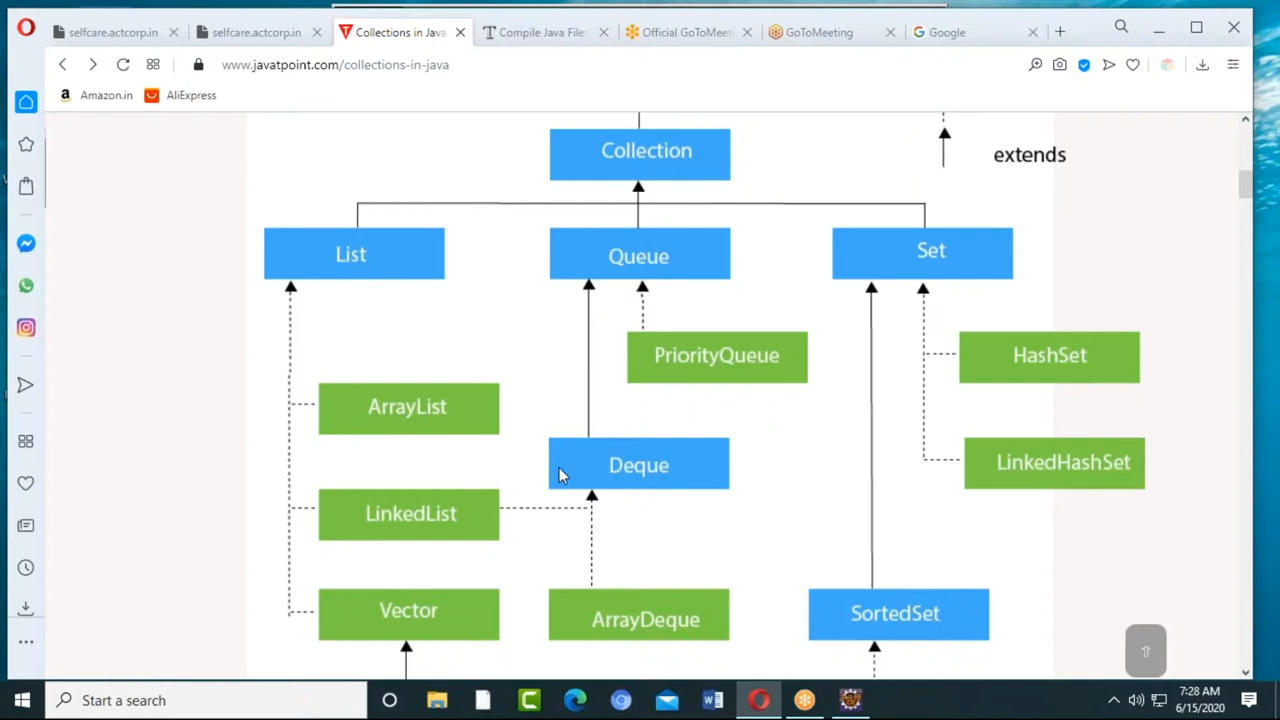 selfcare.actcorp.in
selfcare.actcorp.in
Collections in Java
Compile Java File
Official GoToMeeti
GoToMeeting
Google
www.javatpoint.com/collections-in-java
Amazon.in
AliExpress
Collection
extends
List
Queue
Set
PriorityQueue
HashSet
ArrayList
Deque
LinkedHashSet
LinkedList
Vector
ArrayDeque
SortedSet
Start a search
7:28 AM
6/15/2020